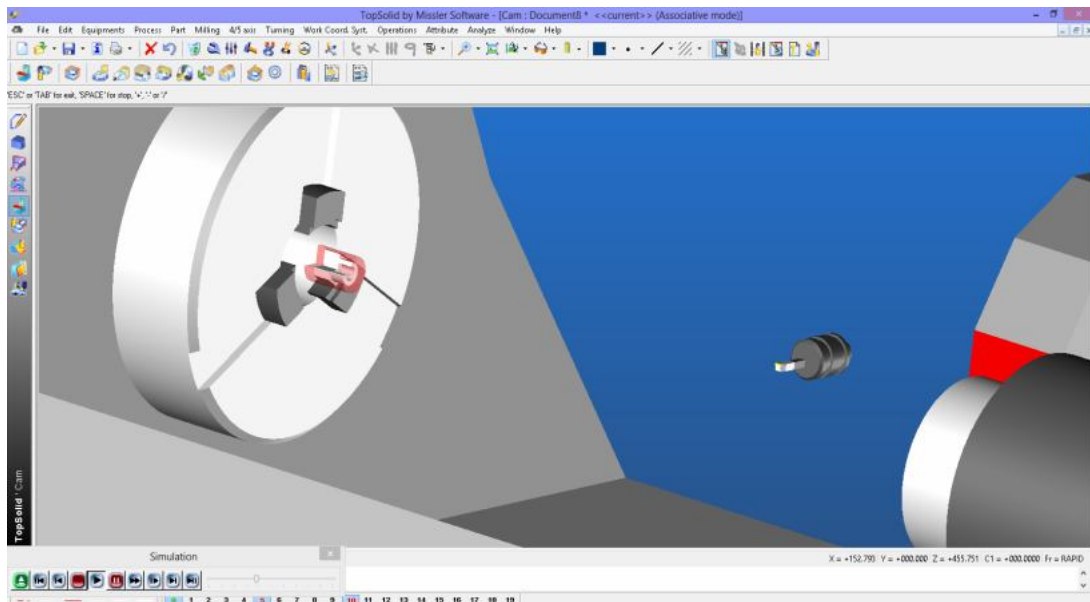 TopSolid by Missler Software - [Cam : Document8 * <<current>> (Associative mode)]
File Edit Equipments Process Part Milling 4/5 axis Turning Work Coord. Syst. Operations Attribute Analyze Window Help
'ESC' or 'TAB' for exit, 'SPACE' for stop, '+', '-' or '/'
TopSolid'Cam
X = +152.793 Y = +000.000 Z = +455.751 C1 = +000.0000 Fr = RAPID
Simulation
1 2 3 4 5 6 7 8 9 10 11 12 13 14 15 16 17 18 19